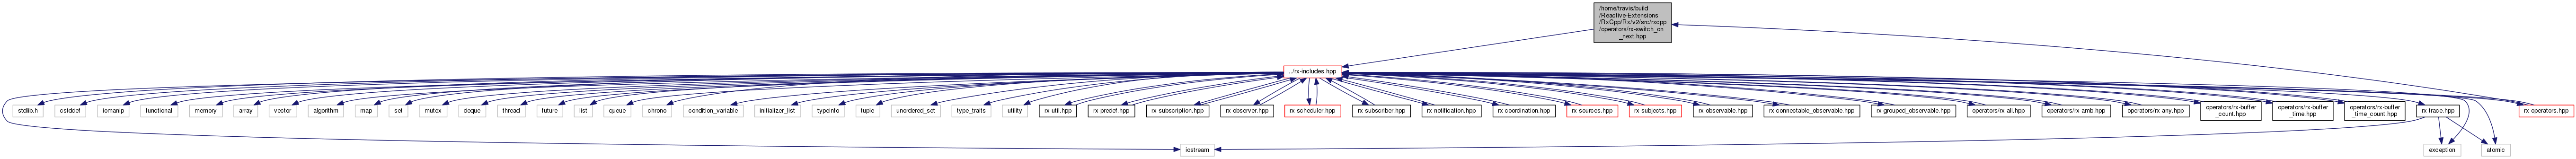 /home/travis/build
/Reactive-Extensions
/RxCpp/Rx/v2/src/rxcpp
/operators/rx-switch_on
_next.hpp
../rx-includes.hpp
stdlib.h
cstddef
iomanip
functional
memory
array
vector
algorithm
map
set
mutex
deque
thread
future
list
queue
chrono
condition_variable
initializer_list
typeinfo
tuple
unordered_set
type_traits
utility
rx-util.hpp
rx-predef.hpp
rx-subscription.hpp
rx-observer.hpp
rx-scheduler.hpp
rx-subscriber.hpp
rx-notification.hpp
rx-coordination.hpp
rx-sources.hpp
rx-subjects.hpp
rx-observable.hpp
rx-connectable_observable.hpp
rx-grouped_observable.hpp
operators/rx-all.hpp
operators/rx-amb.hpp
operators/rx-any.hpp
operators/rx-buffer
_count.hpp
operators/rx-buffer
_time.hpp
operators/rx-buffer
_time_count.hpp
rx-trace.hpp
rx-operators.hpp
iostream
exception
atomic